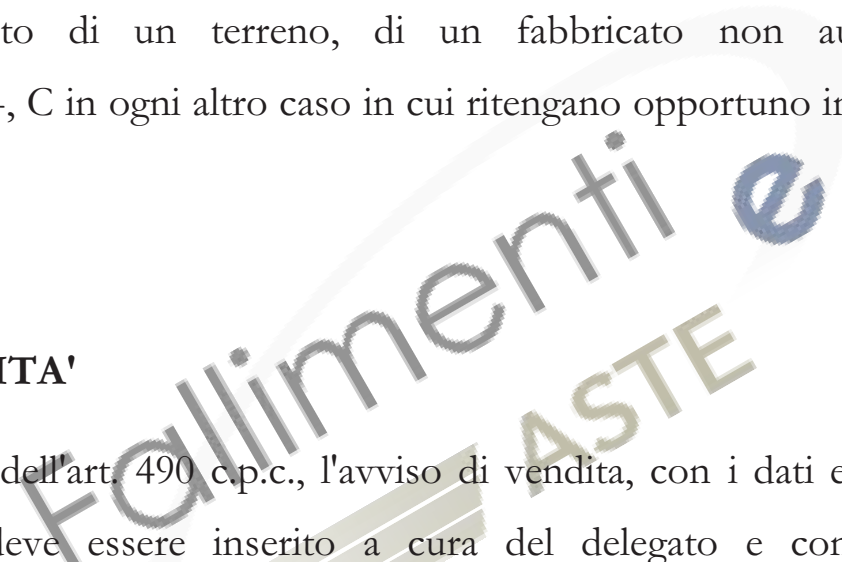 to di un terreno, di un fabbricato non au
-, C in ogni altro caso in cui ritengano opportuno in
ITA'
dell'art. 490 c.p.c., l'avviso di vendita, con i dati e
leve essere inserito a cura del delegato e con
Fallimenti e
ASTE